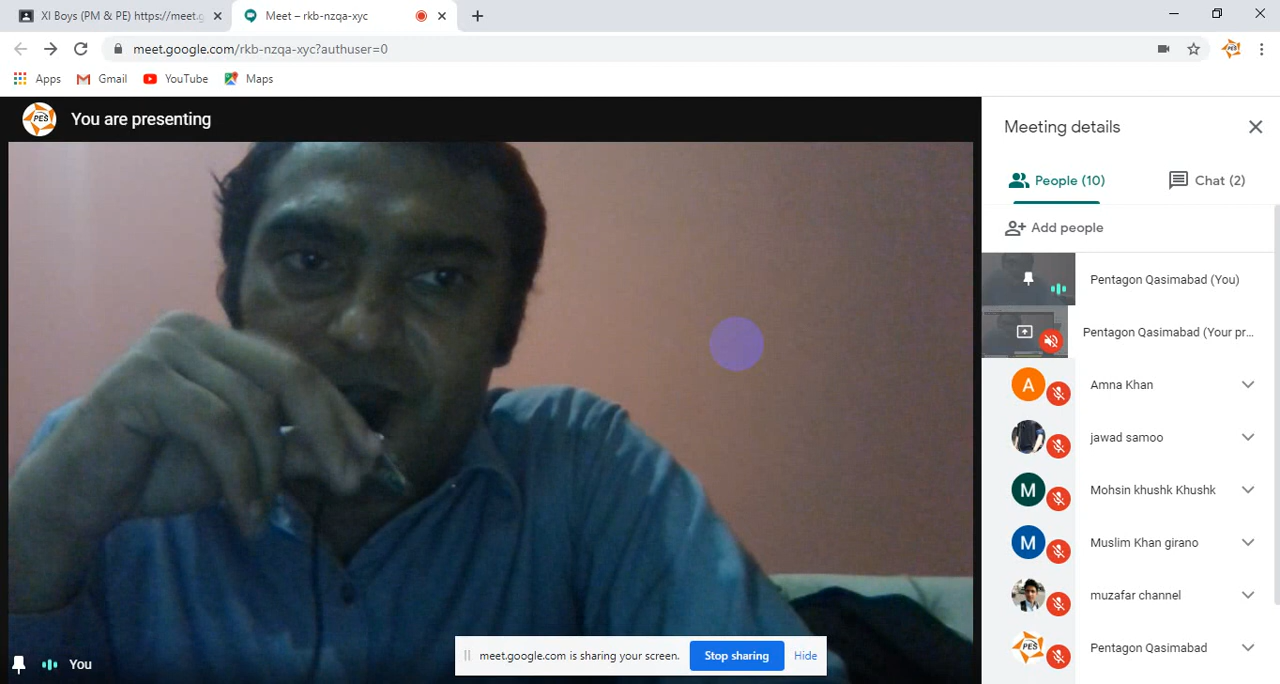 XI Boys (PM & PE) https://meet.g
Meet – rkb-nzqa-xyc
meet.google.com/rkb-nzqa-xyc?authuser=0
Apps
Gmail
YouTube
Maps
PES
You are presenting
Meeting details
People (10)
Chat (2)
Add people
Pentagon Qasimabad (You)
Pentagon Qasimabad (Your pr...
A
Amna Khan
jawad samoo
M
Mohsin khushk Khushk
M
Muslim Khan girano
muzafar channel
PES
Pentagon Qasimabad
You
meet.google.com is sharing your screen.
Stop sharing
Hide